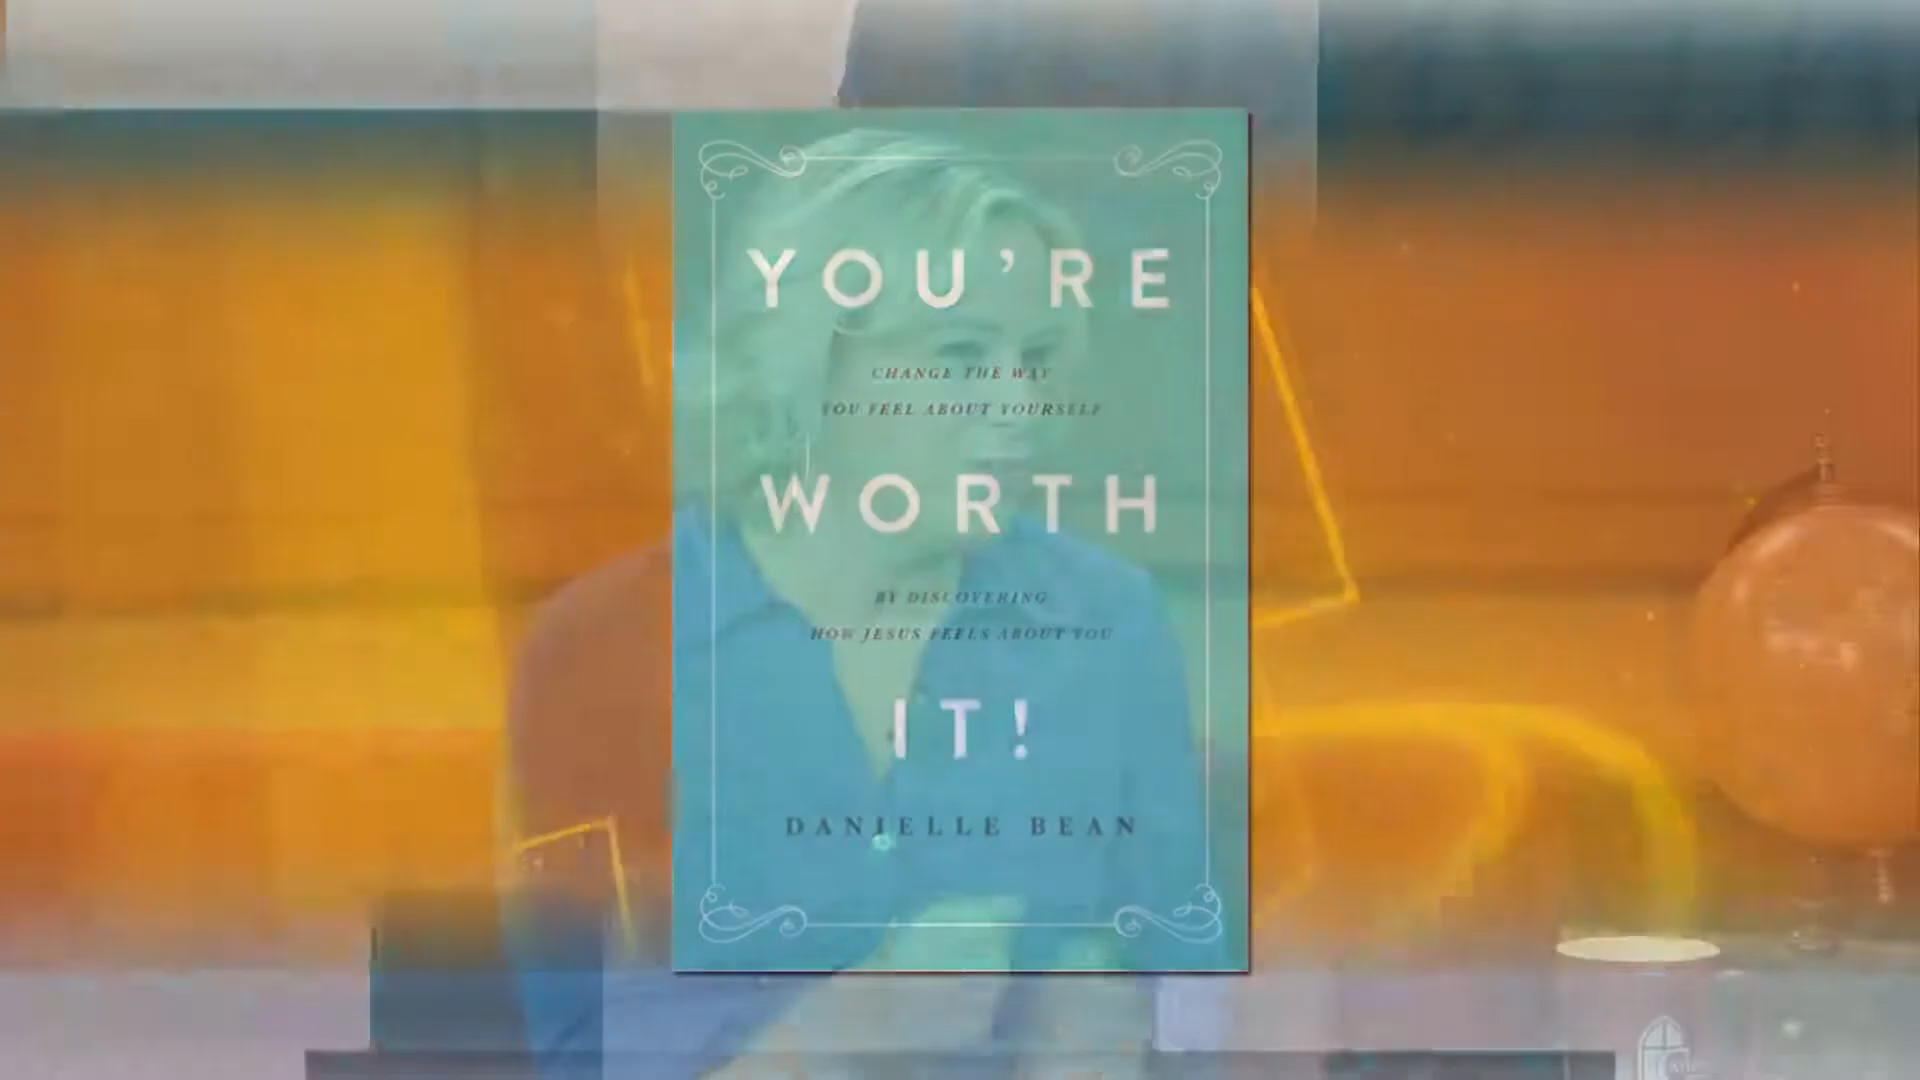 YOU'RE
CHANGE THE WAY
YOU FEEL ABOUT YOURSELF
WORTH
BY DISCOVERING
HOW JESUS FEELS ABOUT YOU
IT!
DANIELLE BEAN